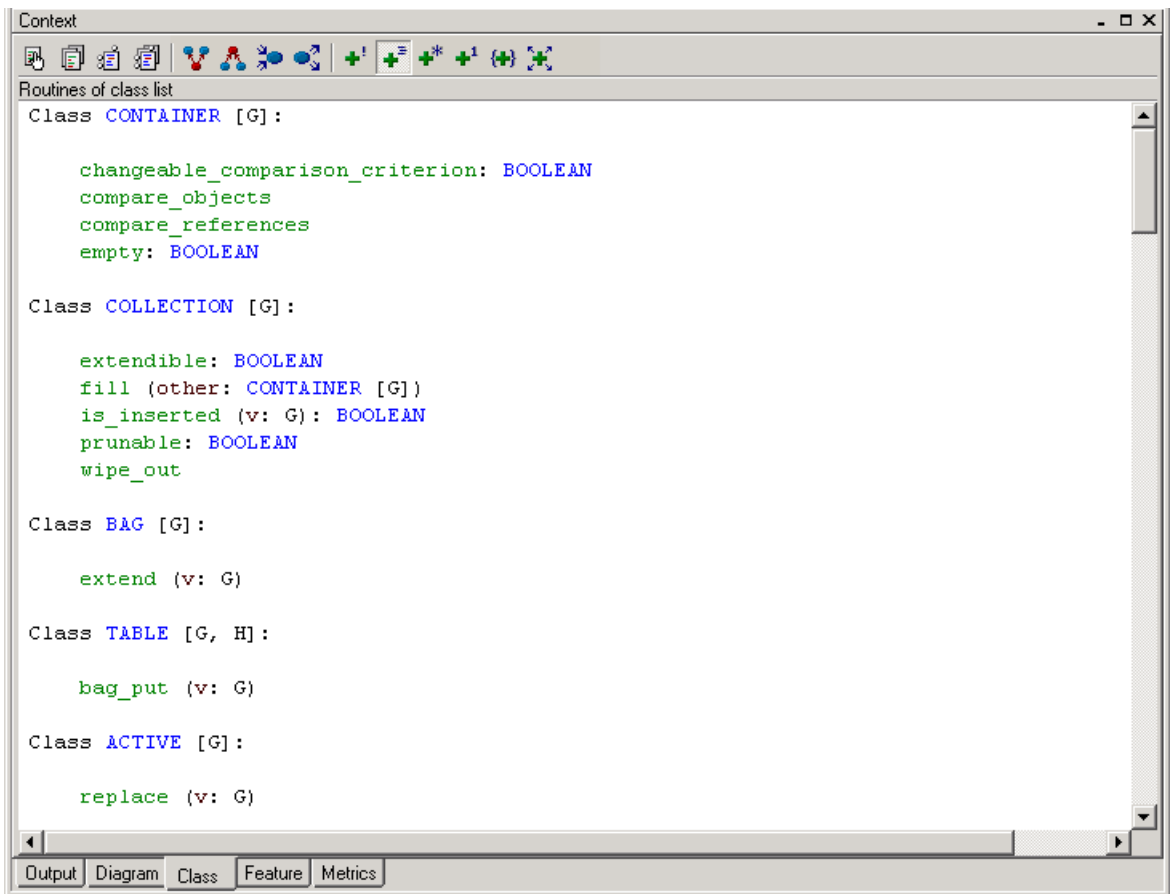 Context
Routines of class list
Class CONTAINER [G]:
changeable_comparison_criterion: BOOLEAN
compare_objects
compare_references
empty: BOOLEAN
Class COLLECTION [G]:
extendible: BOOLEAN
fill (other: CONTAINER [G])
is_inserted (v: G): BOOLEAN
prunable: BOOLEAN
wipe_out
Class BAG [G]:
extend (v: G)
Class TABLE [G, H]:
bag_put (v: G)
Class ACTIVE [G]:
replace (v: G)
Output Diagram Class Feature Metrics